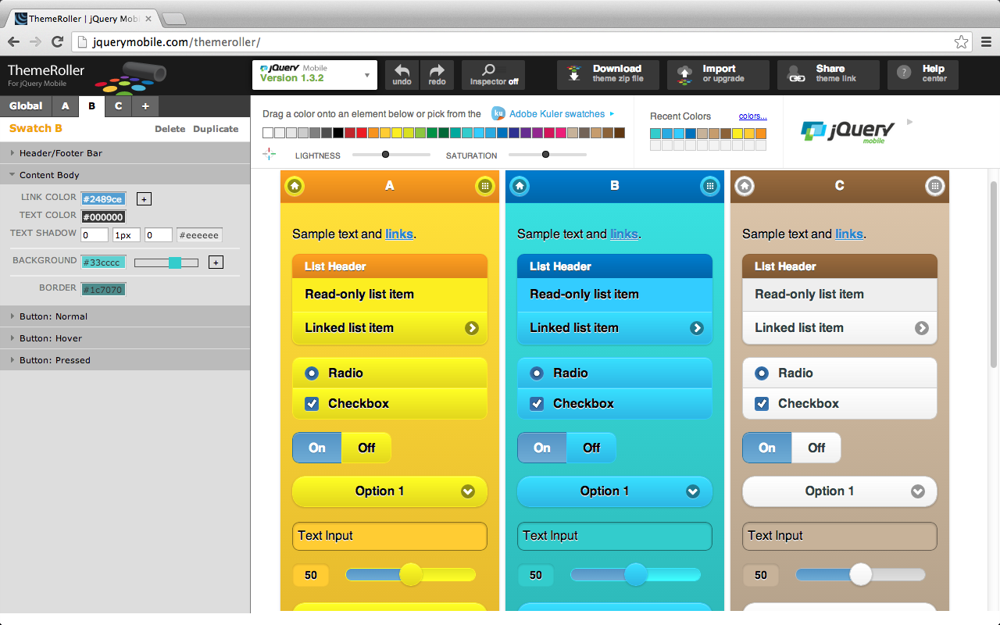 ThemeRoller | jQuery Mob
jquerymobile.com/themeroller/
ThemeRoller
For jQuery Mobile
jQuery Mobile
Version 1.3.2
undo
redo
Inspector off
Download
theme zip file
Import
or upgrade
Share
theme link
? Help
center
Global A B C +
Swatch B
Delete Duplicate
Header/Footer Bar
Content Body
LINK COLOR #2489ce +
TEXT COLOR #000000
TEXT SHADOW 0 1px 0 #eeeeee
BACKGROUND #33cccc +
BORDER #1c7070
Button: Normal
Button: Hover
Button: Pressed
Drag a color onto an element below or pick from the ku Adobe Kuler swatches
LIGHTNESS SATURATION
Recent Colors colors...
jQuery
mobile
A
Sample text and links.
List Header
Read-only list item
Linked list item
Radio
Checkbox
On Off
Option 1
Text Input
50
B
Sample text and links.
List Header
Read-only list item
Linked list item
Radio
Checkbox
On Off
Option 1
Text Input
50
C
Sample text and links.
List Header
Read-only list item
Linked list item
Radio
Checkbox
On Off
Option 1
Text Input
50